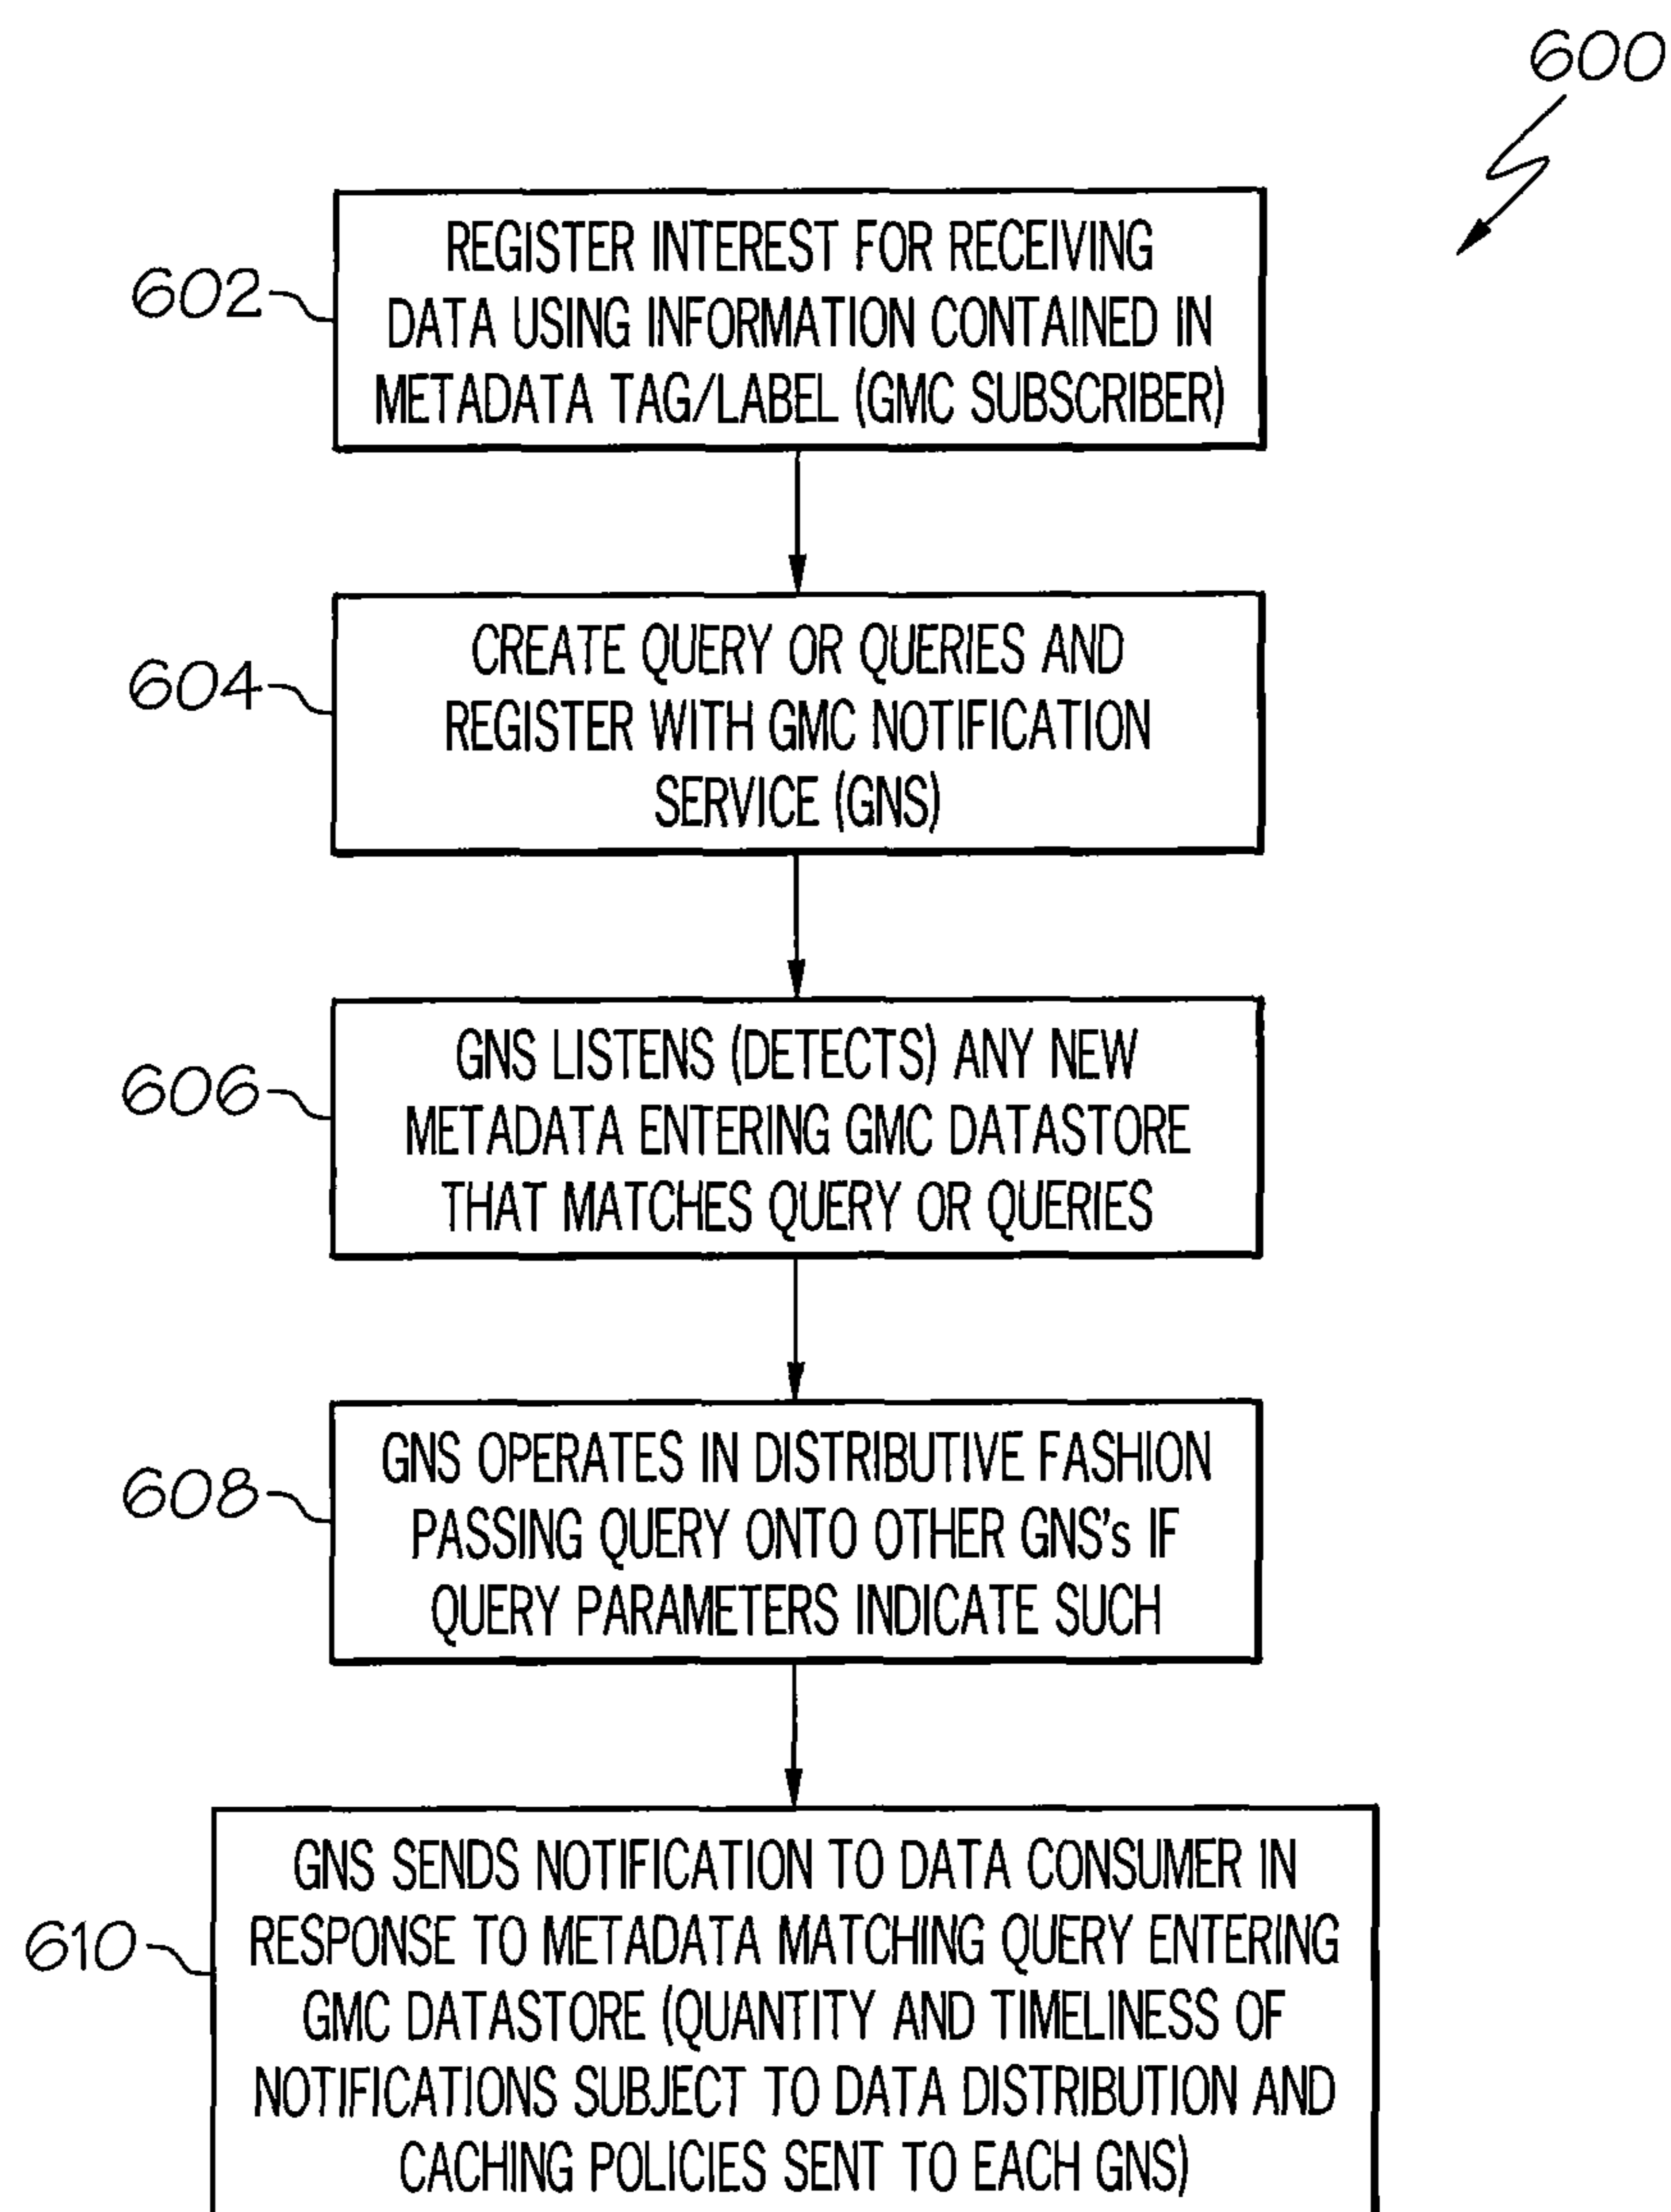 600
602
REGISTER INTEREST FOR RECEIVING
DATA USING INFORMATION CONTAINED IN
METADATA TAG/LABEL (GMC SUBSCRIBER)
604
CREATE QUERY OR QUERIES AND
REGISTER WITH GMC NOTIFICATION
SERVICE (GNS)
606
GNS LISTENS (DETECTS) ANY NEW
METADATA ENTERING GMC DATASTORE
THAT MATCHES QUERY OR QUERIES
608
GNS OPERATES IN DISTRIBUTIVE FASHION
PASSING QUERY ONTO OTHER GNS's IF
QUERY PARAMETERS INDICATE SUCH
610
GNS SENDS NOTIFICATION TO DATA CONSUMER IN
RESPONSE TO METADATA MATCHING QUERY ENTERING
GMC DATASTORE (QUANTITY AND TIMELINESS OF
NOTIFICATIONS SUBJECT TO DATA DISTRIBUTION AND
CACHING POLICIES SENT TO EACH GNS)